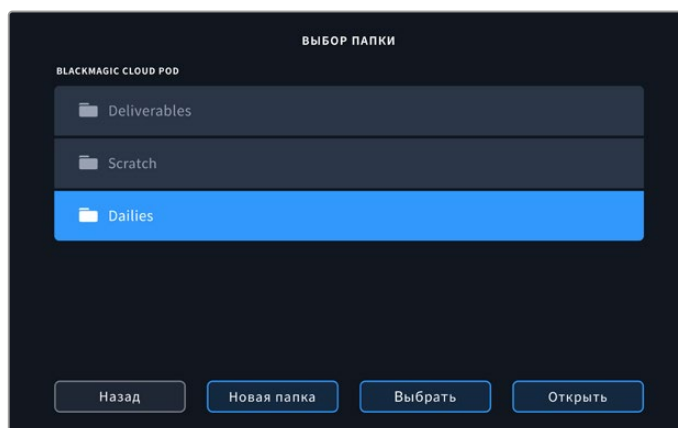 ВЫБОР ПАПКИ
BLACKMAGIC CLOUD POD
Deliverables
Scratch
Dailies
Назад Новая папка Выбрать Открыть